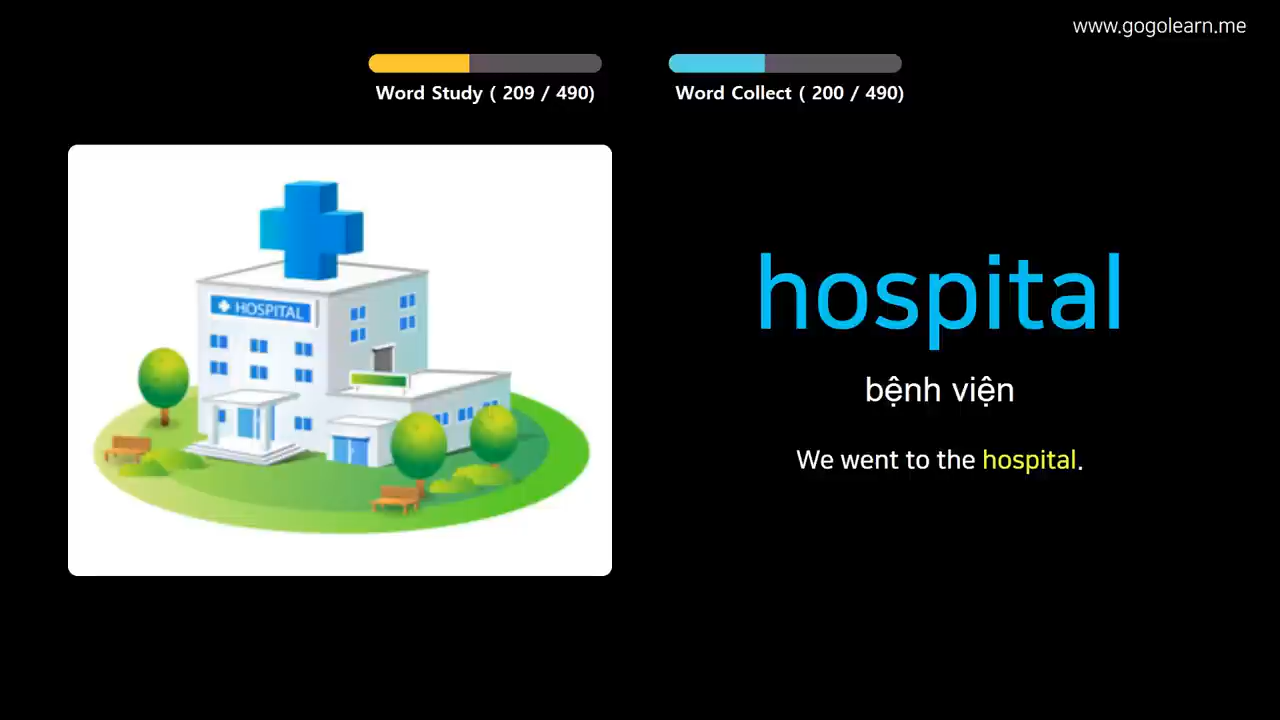 www.gogolearn.me
Word Study ( 209 / 490)
Word Collect ( 200 / 490)
HOSPITAL
hospital
bệnh viện
We went to the hospital.